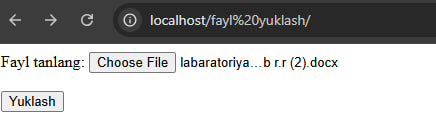 localhost/fayl%20yuklash/
Fayl tanlang: Choose File labaratoriya...b r.r (2).docx
Yuklash